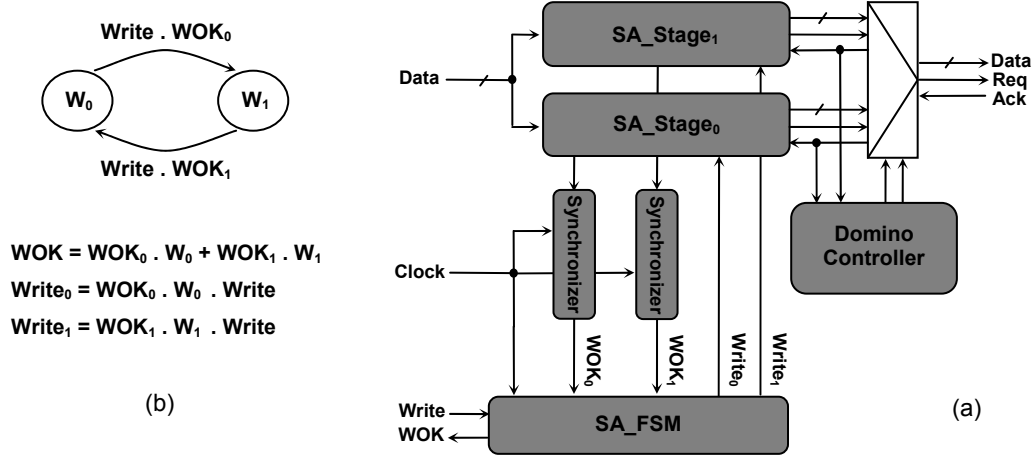 Write . WOK₀
W₀
W₁
Write . WOK₁
WOK = WOK₀ . W₀ + WOK₁ . W₁
Write₀ = WOK₀ . W₀ . Write
Write₁ = WOK₁ . W₁ . Write
(b)
SA_Stage₁
Data
SA_Stage₀
Data
Req
Ack
Synchronizer
Synchronizer
Domino
Controller
Clock
WOK₀
WOK₁
Write₀
Write₁
Write
WOK
SA_FSM
(a)